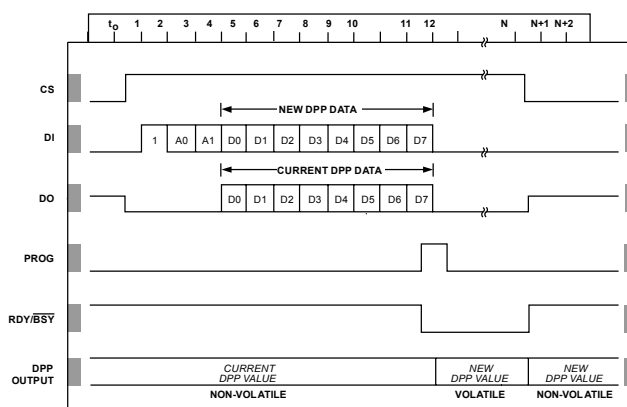 to 1 2 3 4 5 6 7 8 9 10 11 12 N N+1 N+2
CS
NEW DPP DATA
DI 1 A0 A1 D0 D1 D2 D3 D4 D5 D6 D7
CURRENT DPP DATA
DO D0 D1 D2 D3 D4 D5 D6 D7
PROG
RDY/BSY
DPP OUTPUT
CURRENT DPP VALUE
NEW DPP VALUE
NEW DPP VALUE
NON-VOLATILE VOLATILE NON-VOLATILE